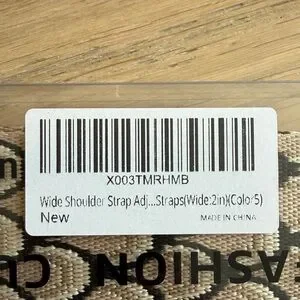 X003TMRHMB
Wide Shoulder Strap Adj...Straps(Wide:2in)(Color5)
New
MADE IN CHINA
FASHION